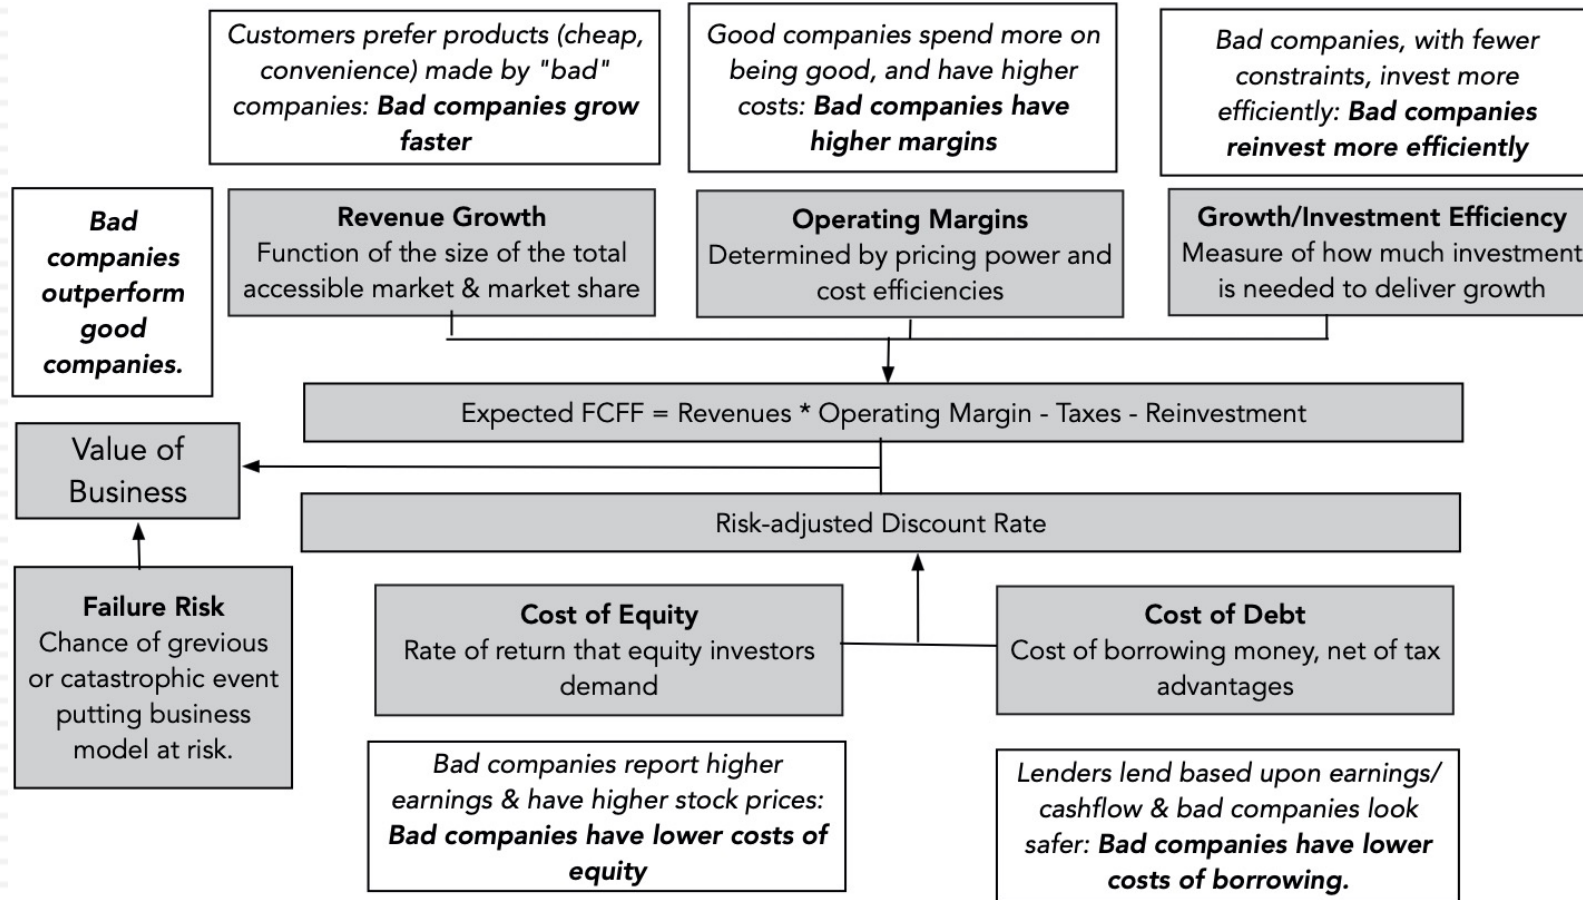 Customers prefer products (cheap,
convenience) made by "bad"
companies: Bad companies grow
faster
Good companies spend more on
being good, and have higher
costs: Bad companies have
higher margins
Bad companies, with fewer
constraints, invest more
efficiently: Bad companies
reinvest more efficiently
Bad
companies
outperform
good
companies.
Revenue Growth
Function of the size of the total
accessible market & market share
Operating Margins
Determined by pricing power and
cost efficiencies
Growth/Investment Efficiency
Measure of how much investment
is needed to deliver growth
Expected FCFF = Revenues * Operating Margin - Taxes - Reinvestment
Value of
Business
Risk-adjusted Discount Rate
Failure Risk
Chance of grevious
or catastrophic event
putting business
model at risk.
Cost of Equity
Rate of return that equity investors
demand
Cost of Debt
Cost of borrowing money, net of tax
advantages
Bad companies report higher
earnings & have higher stock prices:
Bad companies have lower costs of
equity
Lenders lend based upon earnings/
cashflow & bad companies look
safer: Bad companies have lower
costs of borrowing.